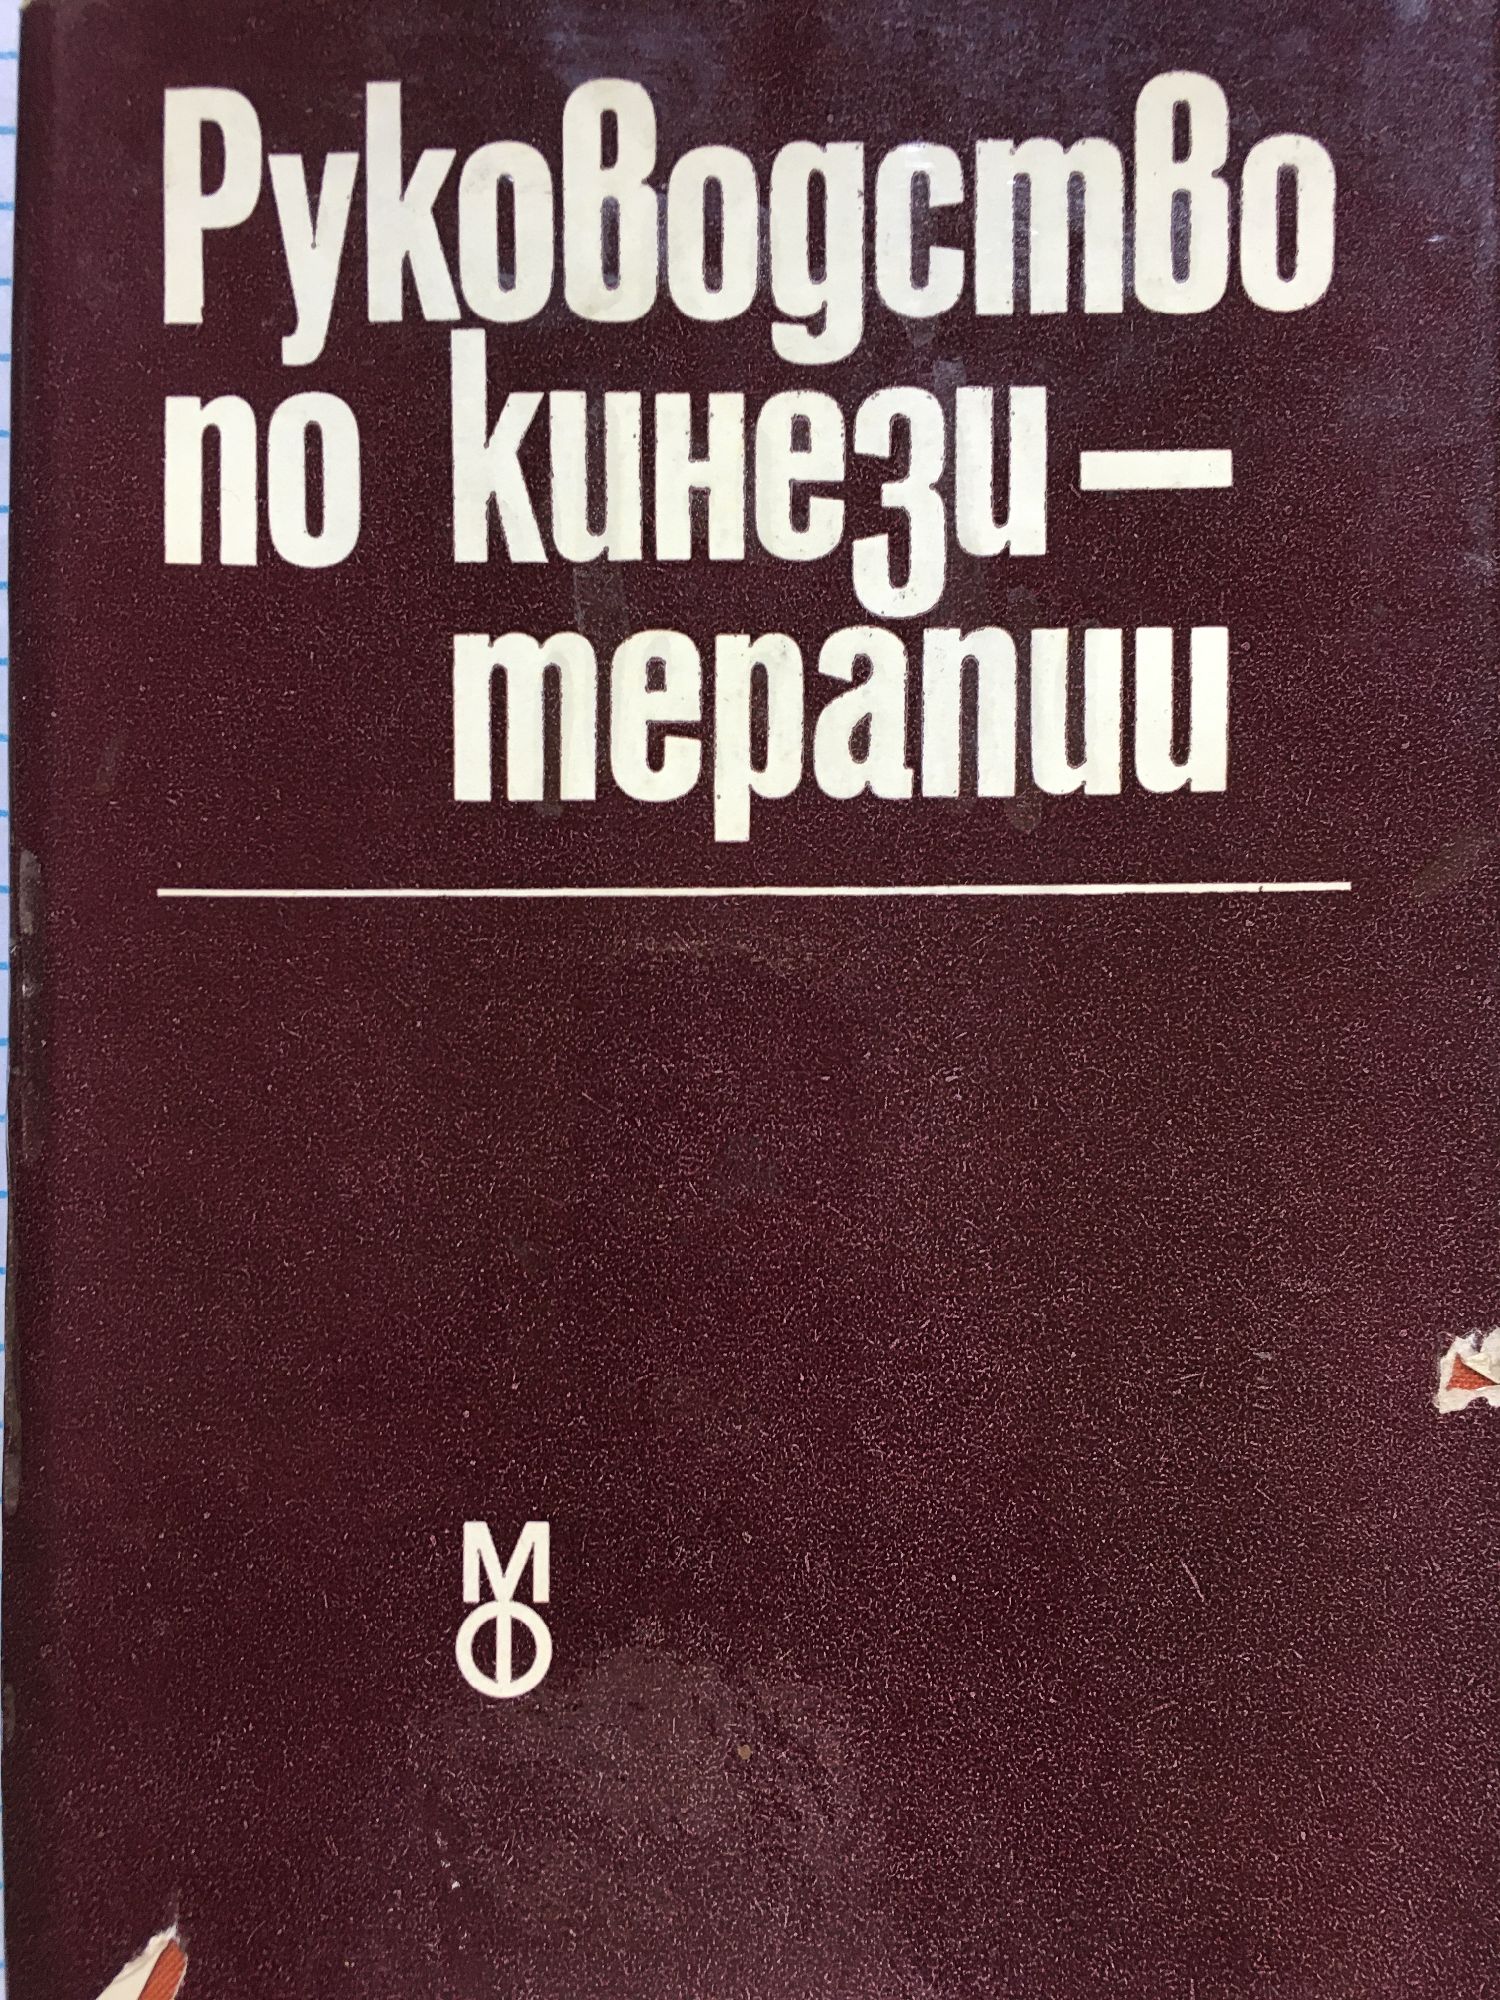 Руководство
по кинези-
терапии
М
Ф